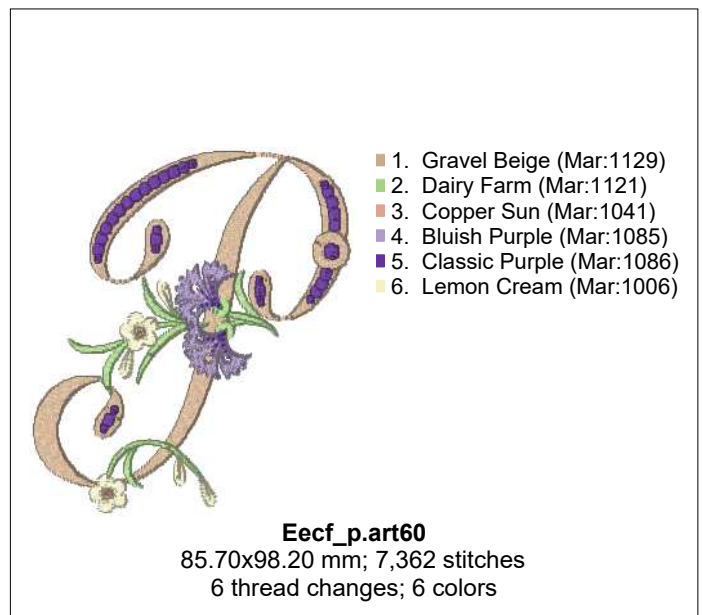 1. Gravel Beige (Mar:1129)
2. Dairy Farm (Mar:1121)
3. Copper Sun (Mar:1041)
4. Bluish Purple (Mar:1085)
5. Classic Purple (Mar:1086)
6. Lemon Cream (Mar:1006)
P
Eecf_p.art60
85.70x98.20 mm; 7,362 stitches
6 thread changes; 6 colors